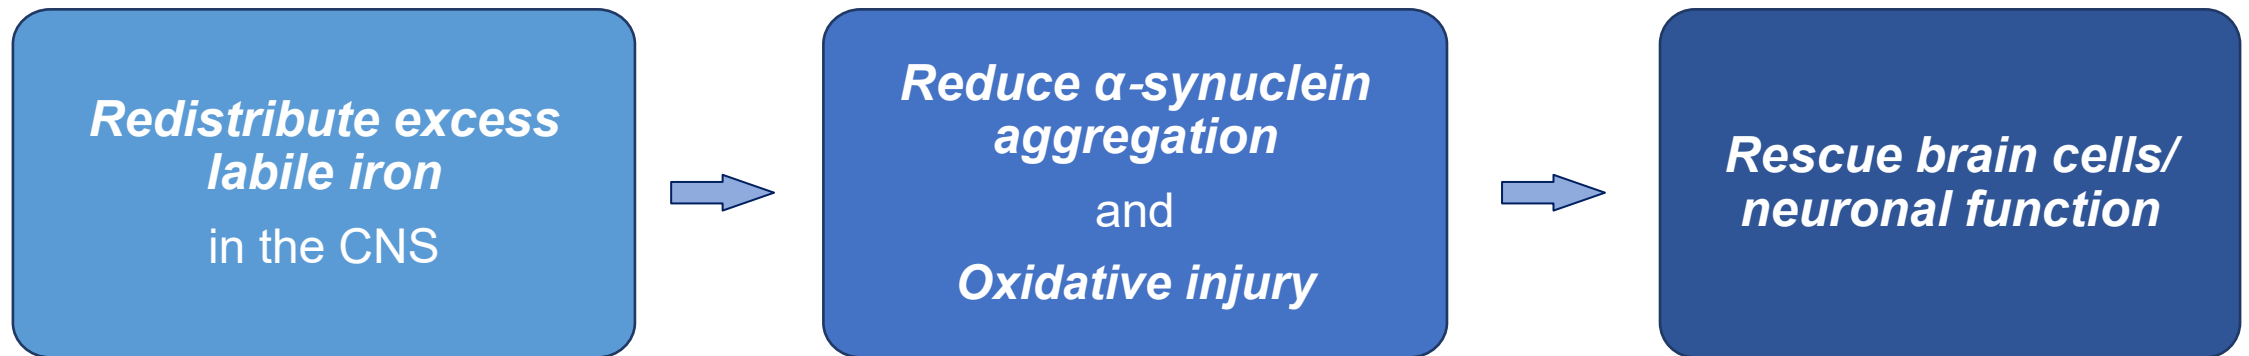 Redistribute excess
labile iron
in the CNS
Reduce α-synuclein
aggregation
and
Oxidative injury
Rescue brain cells/
neuronal function